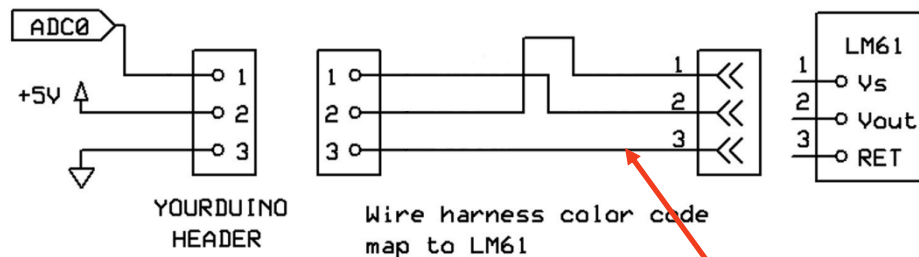 ADC0
+5V
1
2
3
YOURDUINO
HEADER
1
2
3
Wire harness color code
map to LM61
1
2
3
LM61
1 Vs
2 Vout
3 RET